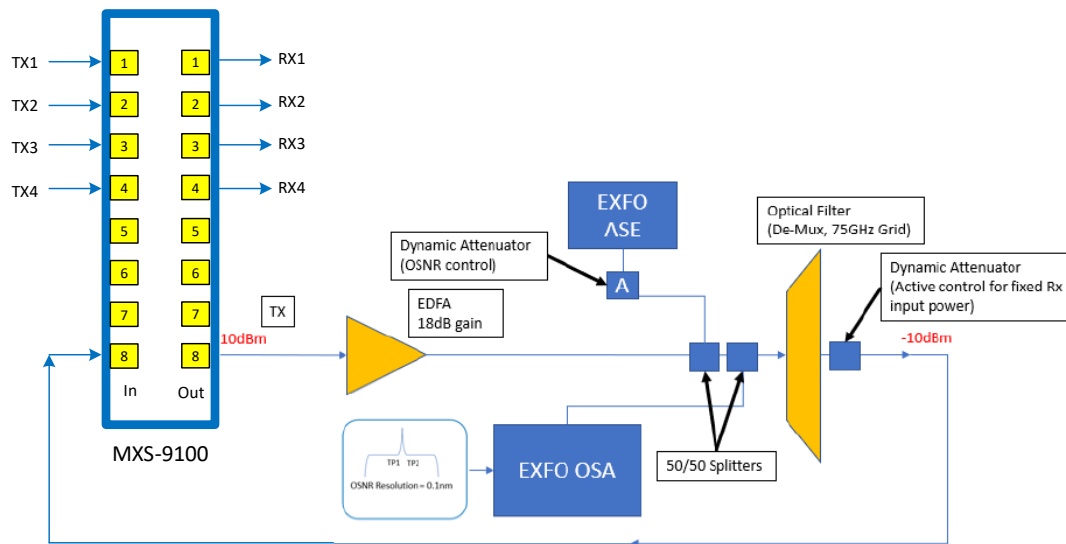 TX1
1
1
RX1
TX2
2
2
RX2
TX3
3
3
RX3
TX4
4
4
RX4
5
5
6
6
7
7
8
8
In
Out
MXS-9100
10dBm
TX
EDFA
18dB gain
Dynamic Attenuator
(OSNR control)
EXFO
ASE
A
Optical Filter
(De-Mux, 75GHz Grid)
Dynamic Attenuator
(Active control for fixed Rx
input power)
-10dBm
50/50 Splitters
EXFO OSA
TP1 TP2
OSNR Resolution = 0.1nm